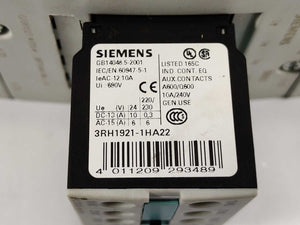 SIEMENS
GB14048.5-2001
IEC/EN 60947-5-1
IeAC-12 10A
Ui : 690V
220/
Ue (V) 24 230
DC-13 (A) 10 0,3
AC-15 (A) 6 6
3RH1921-1HA22
LISTED 165C
IND. CONT. EQ.
AUX. CONTACTS
A600/Q600
10A/240V
GEN USE
4 011209 293489